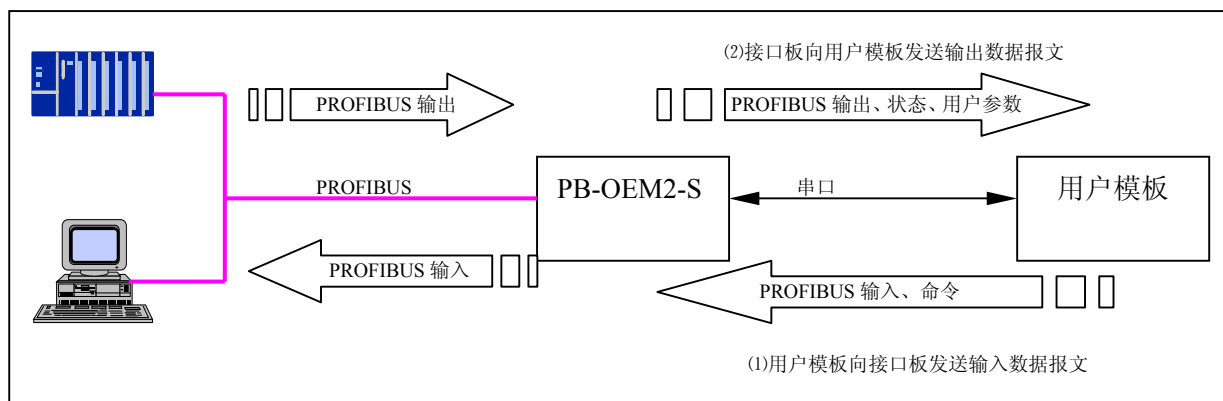 ⑵接口板向用户模板发送输出数据报文
PROFIBUS 输出
PROFIBUS 输出、状态、用户参数
PROFIBUS
PB-OEM2-S
串口
用户模板
PROFIBUS 输入
PROFIBUS 输入、命令
⑴用户模板向接口板发送输入数据报文